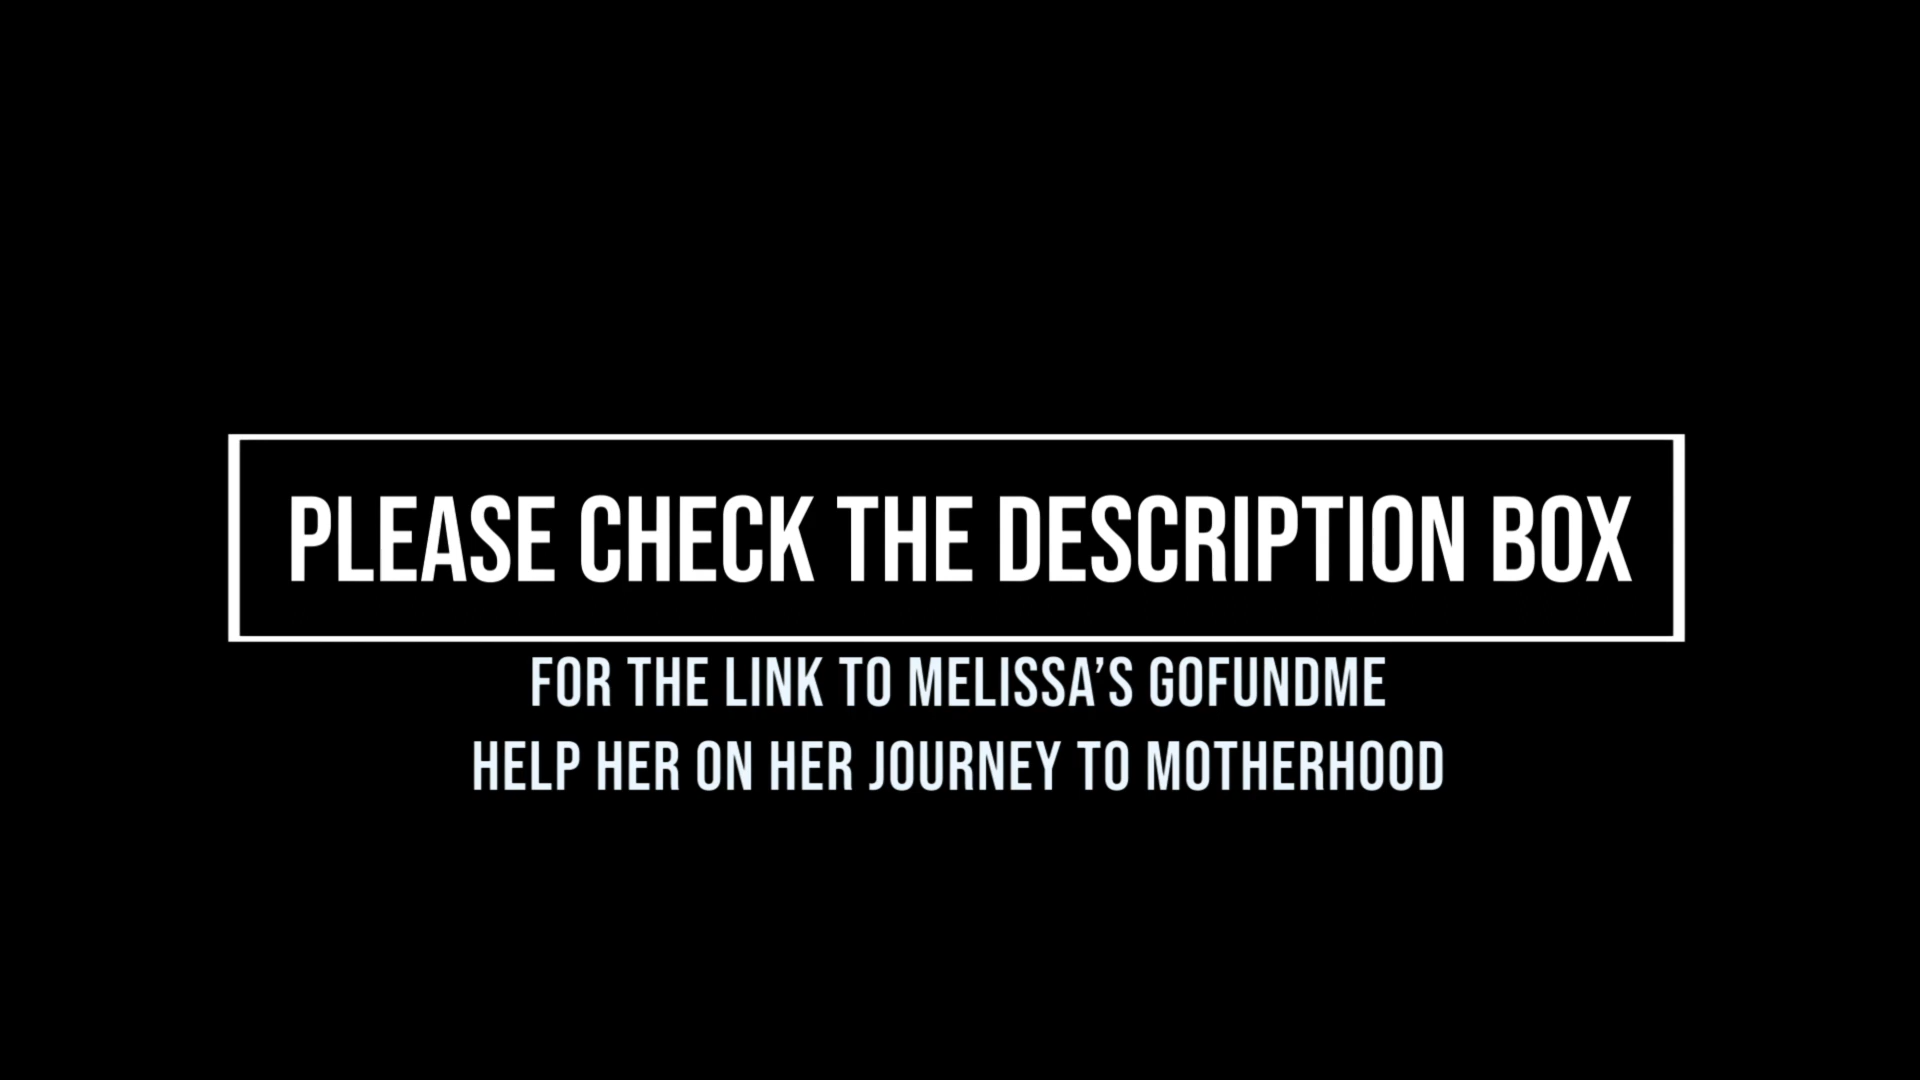 PLEASE CHECK THE DESCRIPTION BOX
FOR THE LINK TO MELISSA’S GOFUNDME
HELP HER ON HER JOURNEY TO MOTHERHOOD